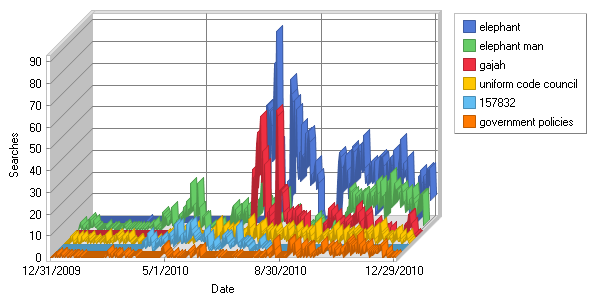 elephant
elephant man
gajah
uniform code council
157832
government policies
90
80
70
60
50
40
30
20
10
0
Searches
12/31/2009
5/1/2010
8/30/2010
12/29/2010
Date